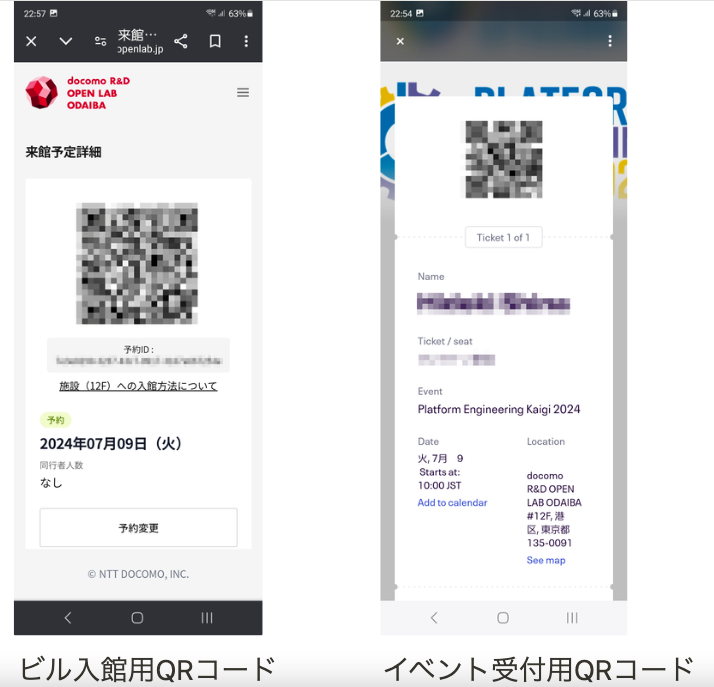 22:57
63%
来館…
openlab.jp
docomo R&D
OPEN LAB
ODAIBA
来館予定詳細
予約ID :
施設（12F）への入館方法について
予約
2024年07月09日（火）
同行者人数
なし
予約変更
© NTT DOCOMO, INC.
ビル入館用QRコード
22:54
63%
Ticket 1 of 1
Name
Ticket / seat
Event
Platform Engineering Kaigi 2024
Date
火, 7月 9
Starts at:
10:00 JST
Add to calendar
Location
docomo
R&D OPEN
LAB ODAIBA
#12F, 港
区, 東京都
135-0091
See map
イベント受付用QRコード